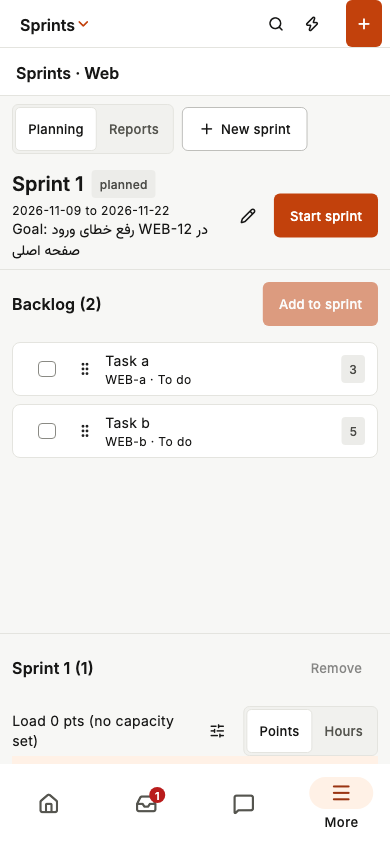 Sprints
Sprints · Web
Planning Reports New sprint
Sprint 1 planned
2026-11-09 to 2026-11-22
Goal: رفع خطای ورود WEB-12 در
صفحه اصلی
Start sprint
Backlog (2) Add to sprint
Task a
WEB-a · To do
3
Task b
WEB-b · To do
5
Sprint 1 (1) Remove
Load 0 pts (no capacity
set)
Points Hours
1
More